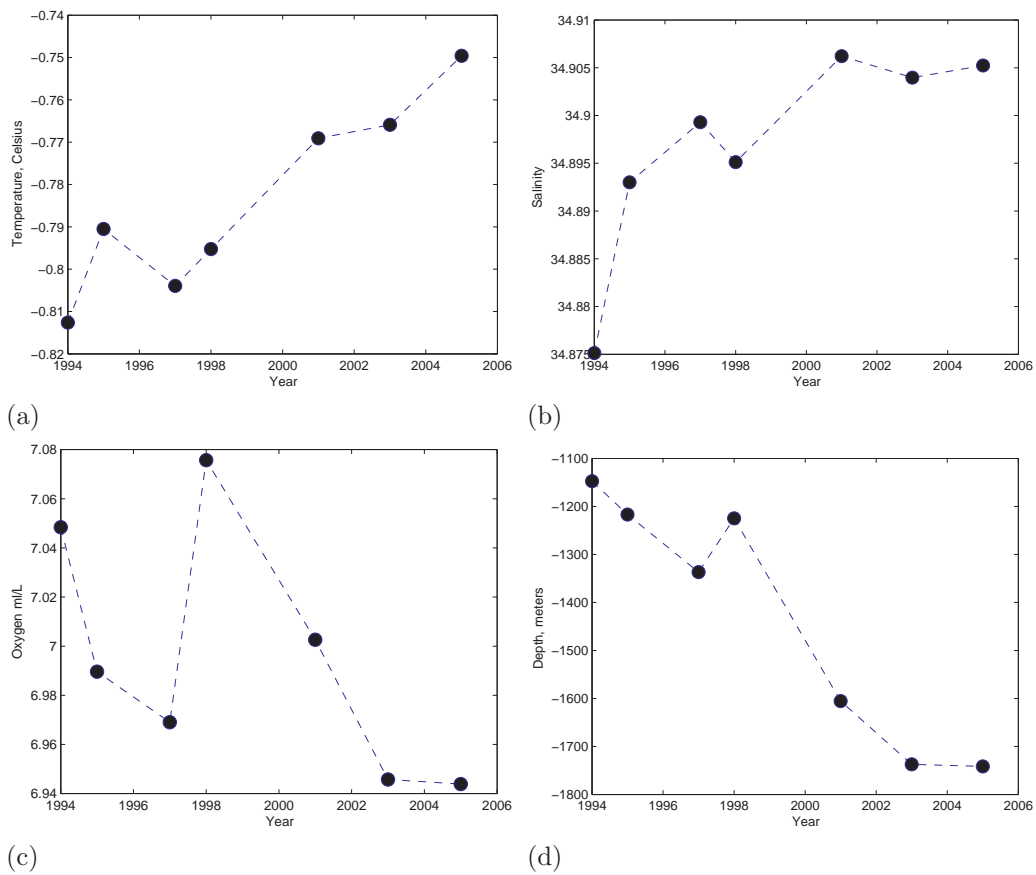 −0.74
−0.75
−0.76
−0.77
−0.78
−0.79
−0.8
−0.81
−0.82
Temperature, Celsius
1994 1996 1998 2000 2002 2004 2006
Year
(a)
34.91
34.905
34.9
34.895
34.89
34.885
34.88
34.875
Salinity
1994 1996 1998 2000 2002 2004 2006
Year
(b)
7.08
7.06
7.04
7.02
7
6.98
6.96
6.94
Oxygen ml/L
1994 1996 1998 2000 2002 2004 2006
Year
(c)
−1100
−1200
−1300
−1400
−1500
−1600
−1700
−1800
Depth, meters
1994 1996 1998 2000 2002 2004 2006
Year
(d)